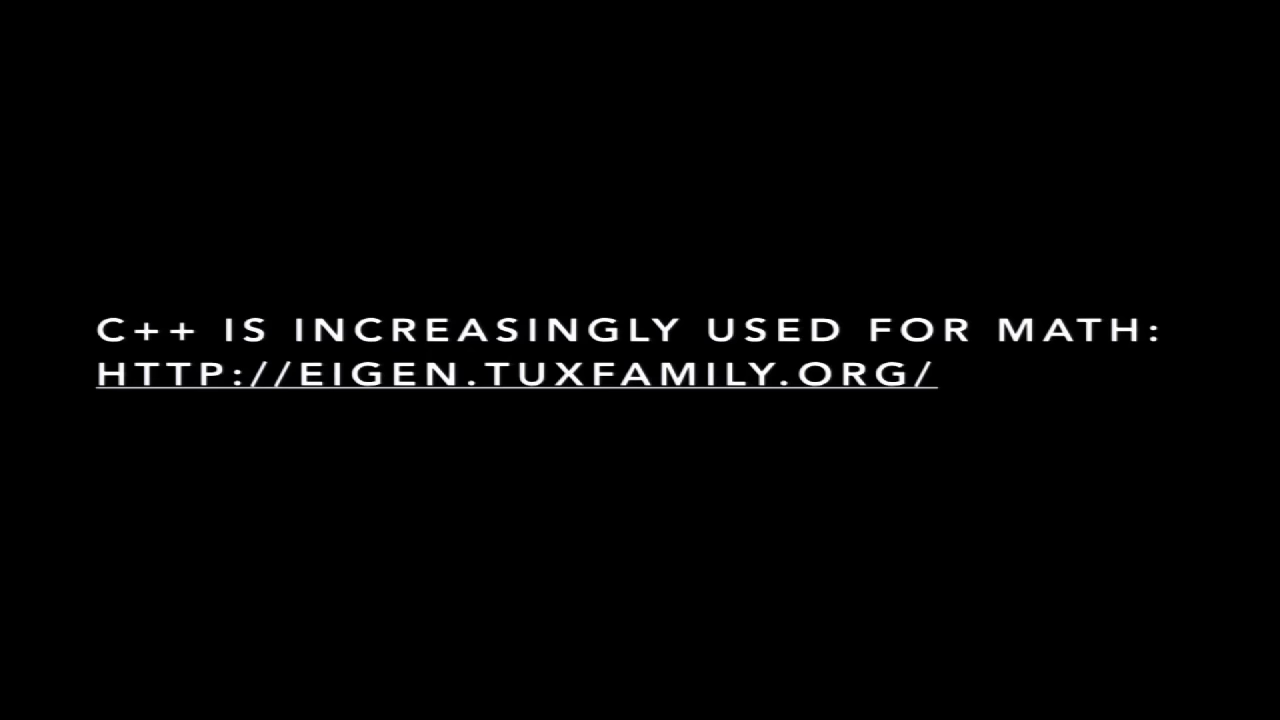 C++ IS INCREASINGLY USED FOR MATH:
HTTP://EIGEN.TUXFAMILY.ORG/